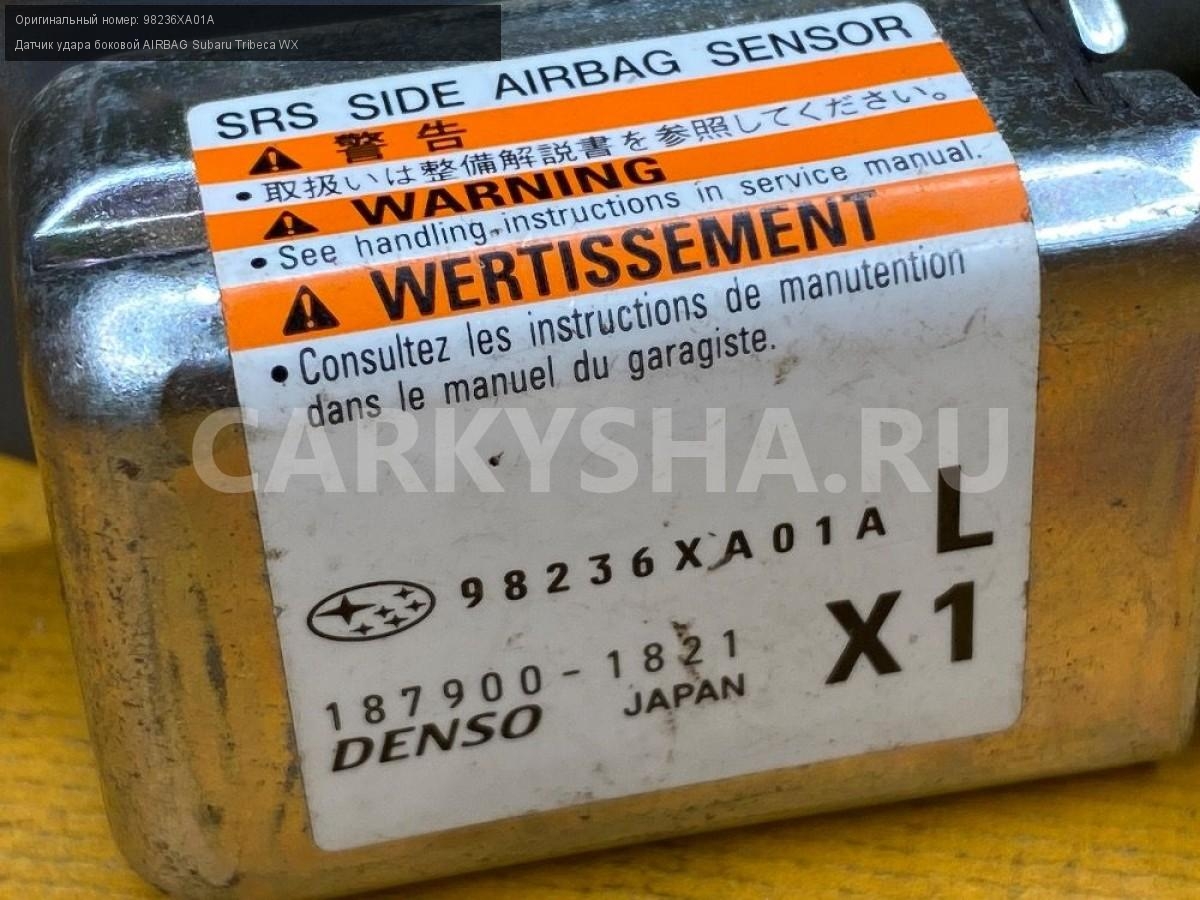 Оригинальный номер: 98236XA01A
Датчик удара боковой AIRBAG Subaru Tribeca WX
SRS SIDE AIRBAG SENSOR
警告
• 取扱いは整備解説書を参照してください。
WARNING
• See handling instructions in service manual.
WERTISSEMENT
• Consultez les instructions de manutention
dans le manuel du garagiste.
CARKYSHA.RU
98236XA01A L
187900-1821 X1
DENSO JAPAN